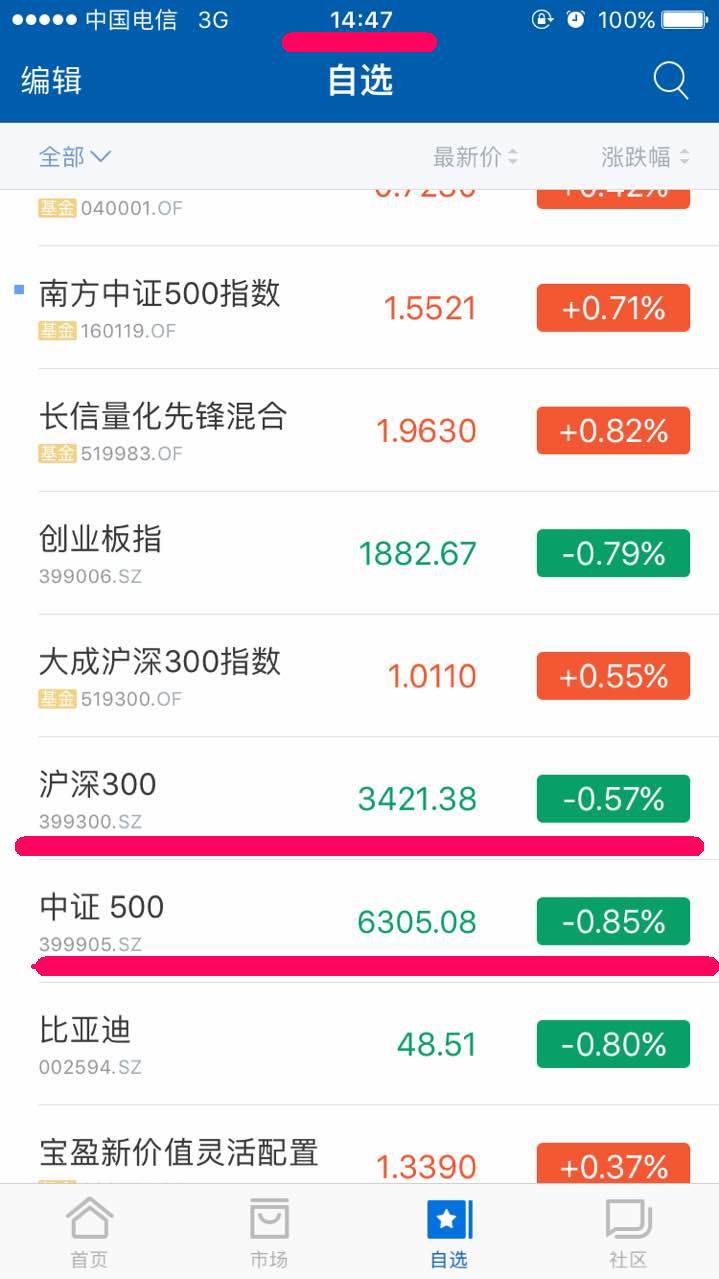 中国电信 3G 14:47 100%
编辑 自选
全部 最新价 涨跌幅
0.7230 +0.42%
基金 040001.OF
南方中证500指数 1.5521 +0.71%
基金 160119.OF
长信量化先锋混合 1.9630 +0.82%
基金 519983.OF
创业板指 1882.67 -0.79%
399006.SZ
大成沪深300指数 1.0110 +0.55%
基金 519300.OF
沪深300 3421.38 -0.57%
399300.SZ
中证 500 6305.08 -0.85%
399905.SZ
比亚迪 48.51 -0.80%
002594.SZ
宝盈新价值灵活配置 1.3390 +0.37%
首页 市场 自选 社区